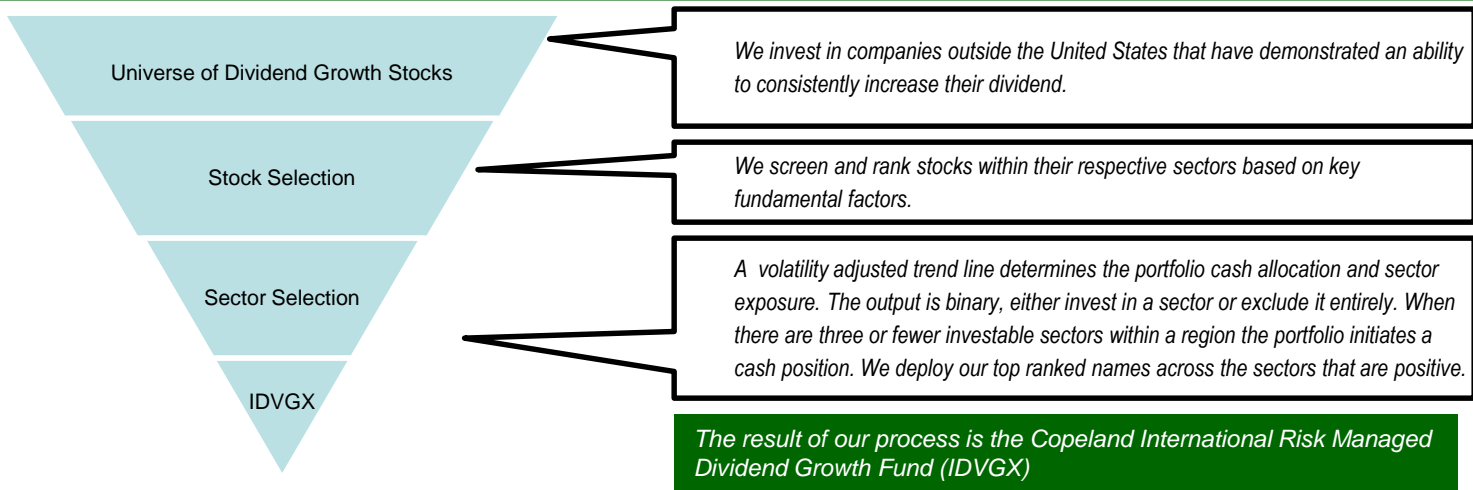 Universe of Dividend Growth Stocks
We invest in companies outside the United States that have demonstrated an ability
to consistently increase their dividend.
Stock Selection
We screen and rank stocks within their respective sectors based on key
fundamental factors.
Sector Selection
A  volatility adjusted trend line determines the portfolio cash allocation and sector
exposure. The output is binary, either invest in a sector or exclude it entirely. When
there are three or fewer investable sectors within a region the portfolio initiates a
cash position. We deploy our top ranked names across the sectors that are positive.
IDVGX
The result of our process is the Copeland International Risk Managed
Dividend Growth Fund (IDVGX)